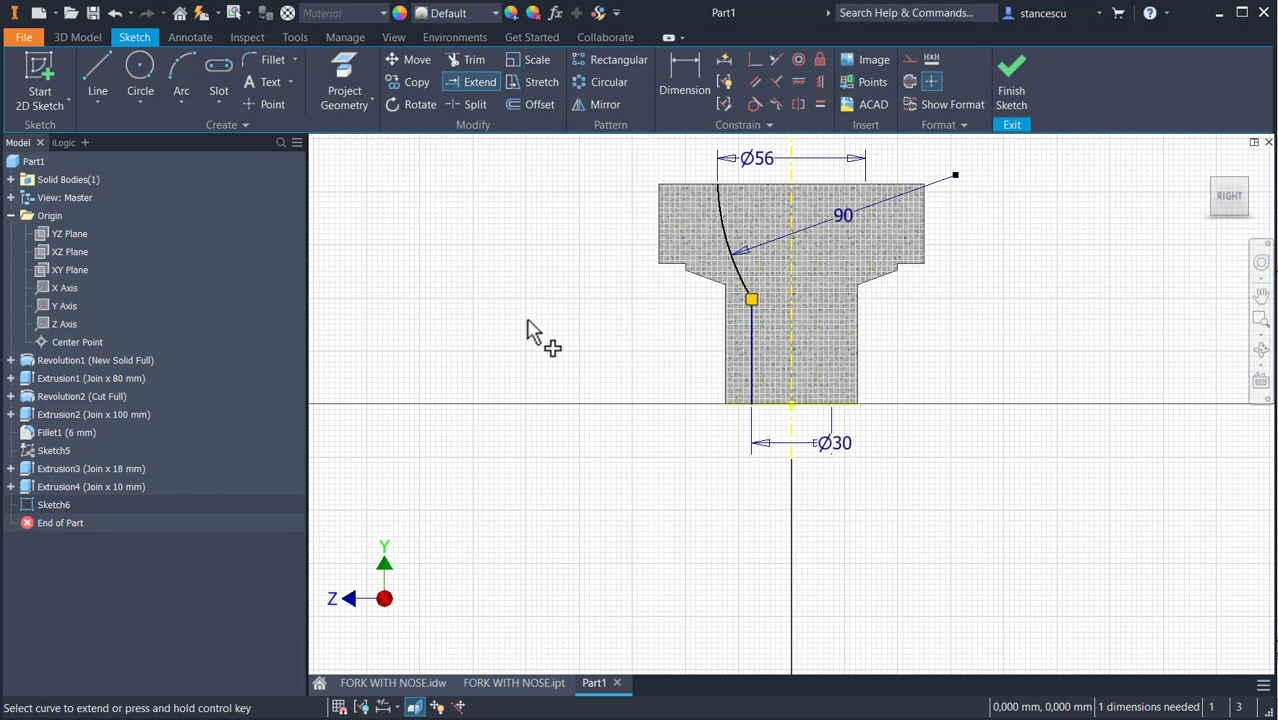 Material
Default
Part1
Search Help & Commands...
stancescu
File
3D Model
Sketch
Annotate
Inspect
Tools
Manage
View
Environments
Get Started
Collaborate
Start
2D Sketch
Line
Circle
Arc
Slot
Fillet
Text
Point
Project
Geometry
Move
Copy
Rotate
Trim
Extend
Split
Scale
Stretch
Offset
Rectangular
Circular
Mirror
Dimension
Image
Points
ACAD
Show Format
Finish
Sketch
Sketch
Create
Modify
Pattern
Constrain
Insert
Format
Exit
Model
iLogic
Part1
Solid Bodies(1)
View: Master
Origin
YZ Plane
XZ Plane
XY Plane
X Axis
Y Axis
Z Axis
Center Point
Revolution1 (New Solid Full)
Extrusion1 (Join x 80 mm)
Revolution2 (Cut Full)
Extrusion2 (Join x 100 mm)
Fillet1 (6 mm)
Sketch5
Extrusion3 (Join x 18 mm)
Extrusion4 (Join x 10 mm)
Sketch6
End of Part
Ø56
90
Ø30
RIGHT
Y
Z
FORK WITH NOSE.idw
FORK WITH NOSE.ipt
Part1
Select curve to extend or press and hold control key
0,000 mm, 0,000 mm
1 dimensions needed
1
3